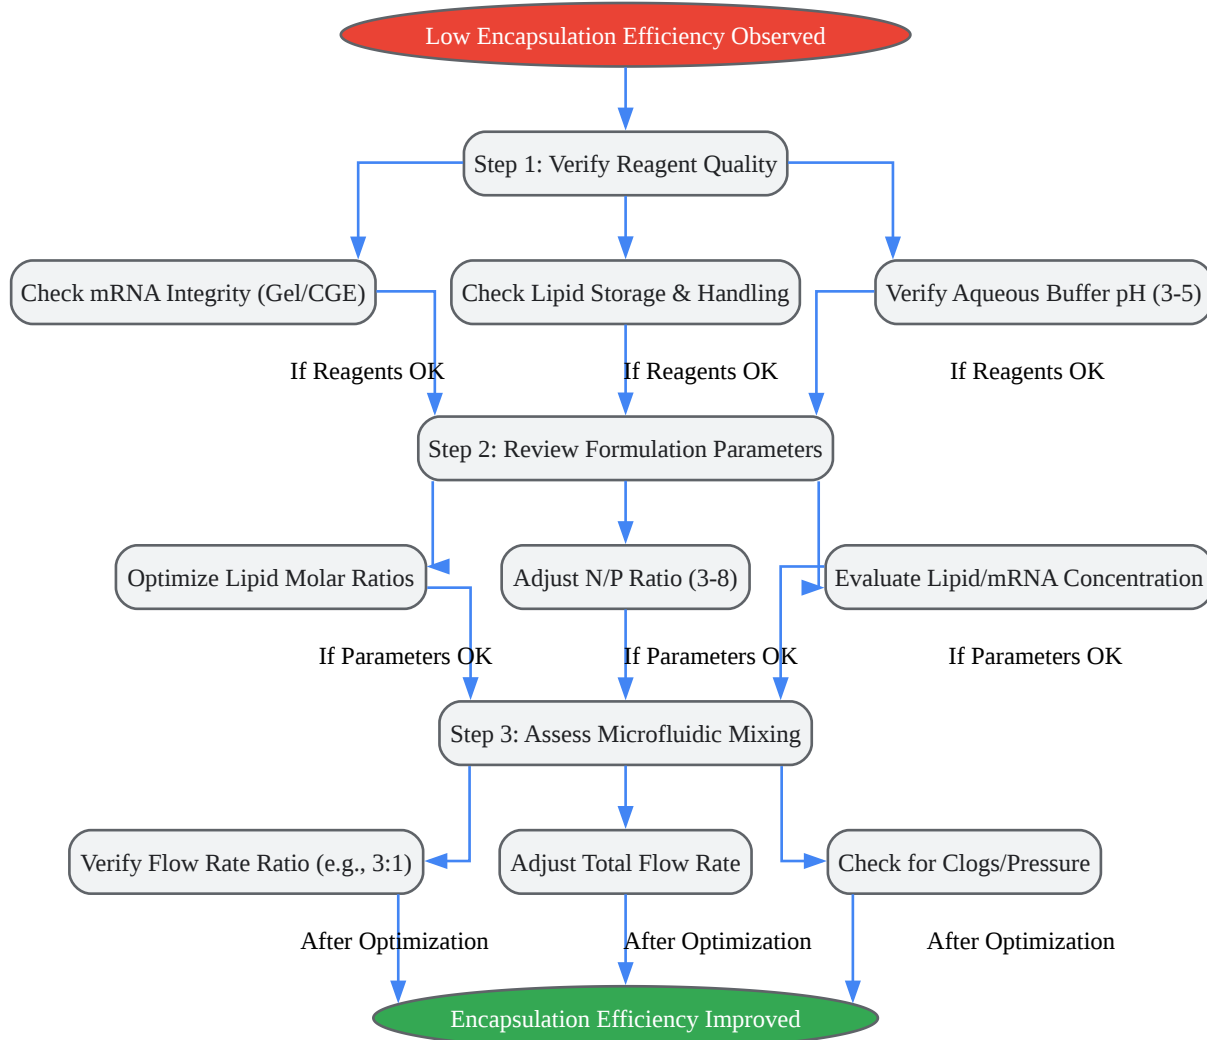 Low Encapsulation Efficiency Observed
Step 1: Verify Reagent Quality
Check mRNA Integrity (Gel/CGE)
Check Lipid Storage & Handling
Verify Aqueous Buffer pH (3-5)
If Reagents OK
If Reagents OK
If Reagents OK
Step 2: Review Formulation Parameters
Optimize Lipid Molar Ratios
Adjust N/P Ratio (3-8)
Evaluate Lipid/mRNA Concentration
If Parameters OK
If Parameters OK
If Parameters OK
Step 3: Assess Microfluidic Mixing
Verify Flow Rate Ratio (e.g., 3:1)
Adjust Total Flow Rate
Check for Clogs/Pressure
After Optimization
After Optimization
After Optimization
Encapsulation Efficiency Improved